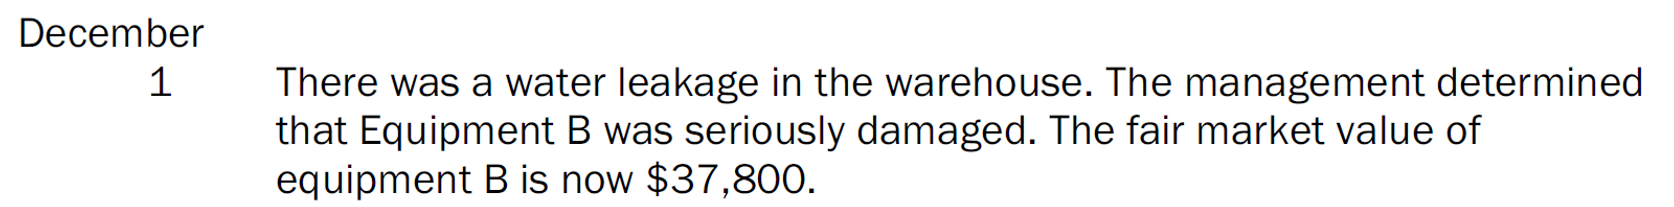 December
1 There was a water leakage in the warehouse. The management determined
that Equipment B was seriously damaged. The fair market value of
equipment B is now $37,800.